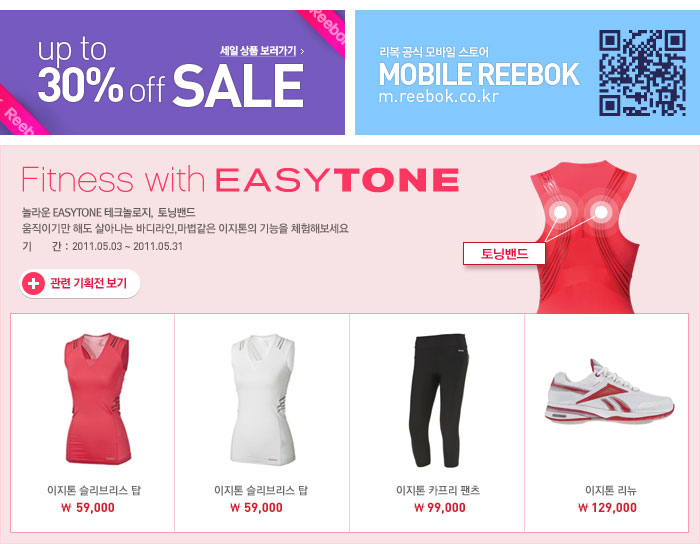 up to
30% off SALE
세일 상품 보러가기 >
Reebok
Reebok
리복 공식 모바일 스토어
MOBILE REEBOK
m.reebok.co.kr
Fitness with EASYTONE
놀라운 EASYTONE 테크놀로지, 토닝밴드
움직이기만 해도 살아나는 바디라인,마법같은 이지톤의 기능을 체험해보세요
기 간 : 2011.05.03 ~ 2011.05.31
관련 기획전 보기
토닝밴드
이지톤 슬리브리스 탑
₩ 59,000
이지톤 슬리브리스 탑
₩ 59,000
이지톤 카프리 팬츠
₩ 99,000
이지톤 리뉴
₩ 129,000